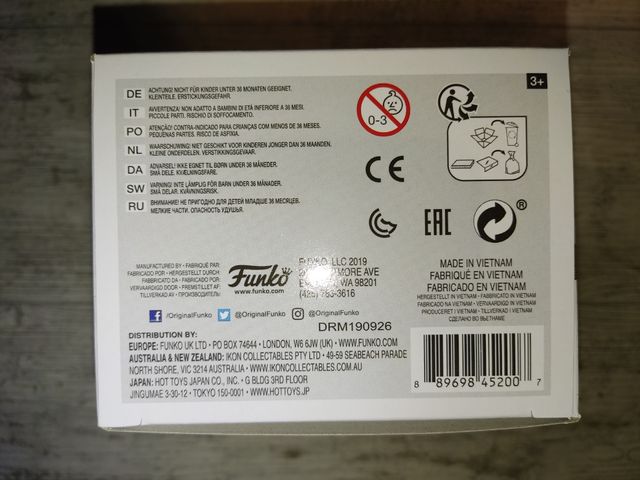 3+
DE ACHTUNG! NICHT FÜR KINDER UNTER 36 MONATEN GEEIGNET.
KLEINTEILE. ERSTICKUNGSGEFAHR.
IT AVVERTENZA! NON ADATTO A BAMBINI DI ETÀ INFERIORE A 36 MESI.
PICCOLE PARTI. RISCHIO DI SOFFOCAMENTO.
PO ATENÇÃO! CONTRA-INDICADO PARA CRIANÇAS COM MENOS DE 36 MESES.
PEQUENAS PARTES. RISCO DE ASFIXIA.
NL WAARSCHUWING: NIET GESCHIKT VOOR KINDEREN JONGER DAN 36 MAANDEN.
KLEINE ONDERDELEN. VERSTIKKINGSGEVAAR.
DA ADVARSEL! IKKE EGNET TIL BØRN UNDER 36 MÅNEDER.
SMÅ DELE. KVÆLNINGSFARE.
SW VARNING! INTE LÄMPLIG FÖR BARN UNDER 36 MÅNADER.
SMÅ DELAR. KVÄVNINGSRISK.
RU ВНИМАНИЕ! НЕ ПРИГОДНО ДЛЯ ДЕТЕЙ МЛАДШЕ 36 МЕСЯЦЕВ.
МЕЛКИЕ ЧАСТИ. ОПАСНОСТЬ УДУШЬЯ.
0-3
CE
EAC
®
MANUFACTURED BY • FABRIQUÉ PAR:
FABRICADO POR • HERGESTELLT DURCH:
FABBRICATO DA • FABRICADO POR:
VERVAARDIGD DOOR • FREMSTILLET AF:
TILLVERKAD AV • ПРОИЗВОДИТЕЛЬ:
Funko
www.funko.com
FUNKO, LLC 2019
AVE
WA 98201
(425) 783-3616
MADE IN VIETNAM
FABRIQUÉ EN VIETNAM
FABRICADO EN VIETNAM
HERGESTELLT IN VIETNAM • FABBRICATO IN VIETNAM
FABRICADO NO VIETNAM • VERVAARDIGD IN VIETNAM
PRODUCERET I VIETNAM • TILLVERKAD I VIETNAM
СДЕЛАНО ВО ВЬЕТНАМЕ
/OriginalFunko @OriginalFunko @OriginalFunko
DRM190926
DISTRIBUTION BY:
EUROPE: FUNKO UK LTD • PO BOX 74644 • LONDON, W6 6JW UK • WWW.FUNKO.COM
AUSTRALIA & NEW ZEALAND: IKON COLLECTABLES PTY LTD • 49-59 SEABEACH PARADE
NORTH SHORE, VIC 3214 AUSTRALIA • WWW.IKONCOLLECTABLES.COM.AU
JAPAN: HOT TOYS JAPAN CO., INC. • G BLDG 3RD FLOOR
JINGUMAE 3-30-12 • TOKYO 150-0001 • WWW.HOTTOYS.JP
8 89698 45200 7